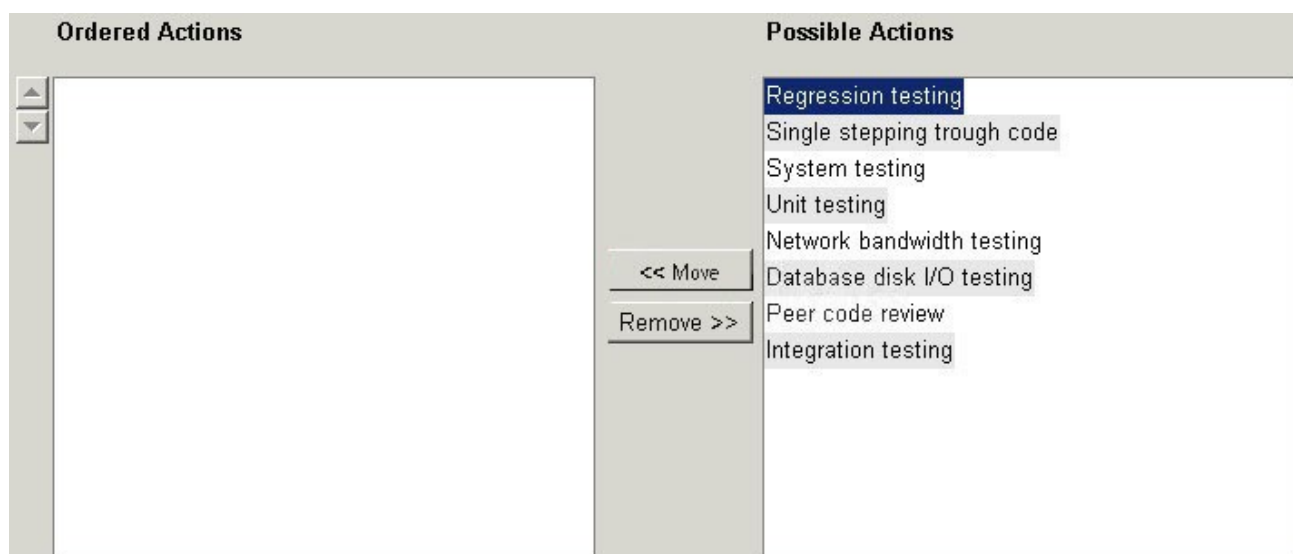 Ordered Actions
Possible Actions
Regression testing
Single stepping trough code
System testing
Unit testing
Network bandwidth testing
<< Move
Database disk I/O testing
Remove >>
Peer code review
Integration testing